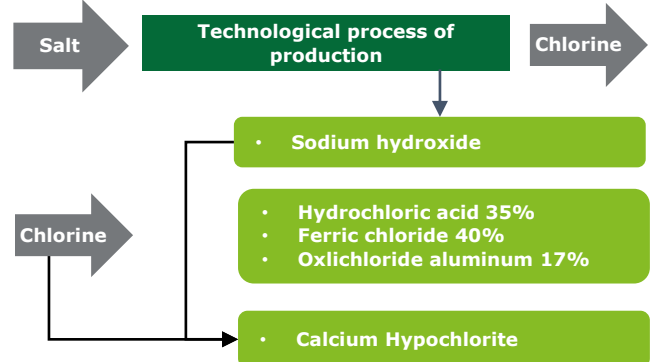 Salt
Technological process of
production
Chlorine
• Sodium hydroxide
Chlorine
• Hydrochloric acid 35%
• Ferric chloride 40%
• Oxlichloride aluminum 17%
• Calcium Hypochlorite